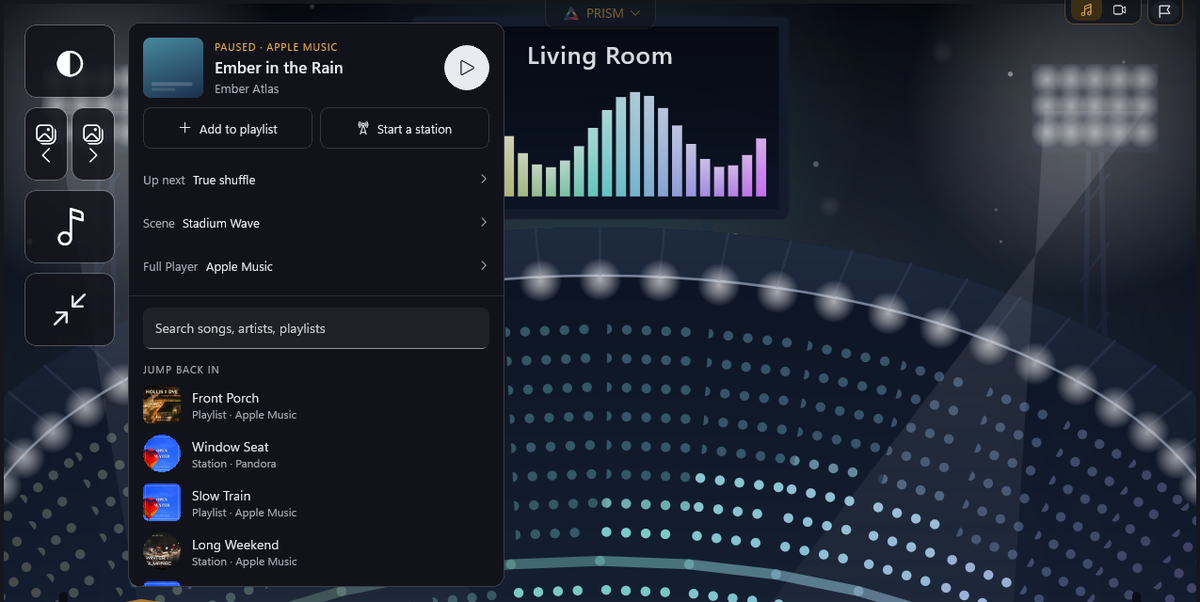 PRISM
PAUSED · APPLE MUSIC
Ember in the Rain
Ember Atlas
Add to playlist
Start a station
Up next True shuffle
Scene Stadium Wave
Full Player Apple Music
Search songs, artists, playlists
JUMP BACK IN
Front Porch
Playlist · Apple Music
Window Seat
Station · Pandora
Slow Train
Playlist · Apple Music
Long Weekend
Station · Apple Music
Living Room